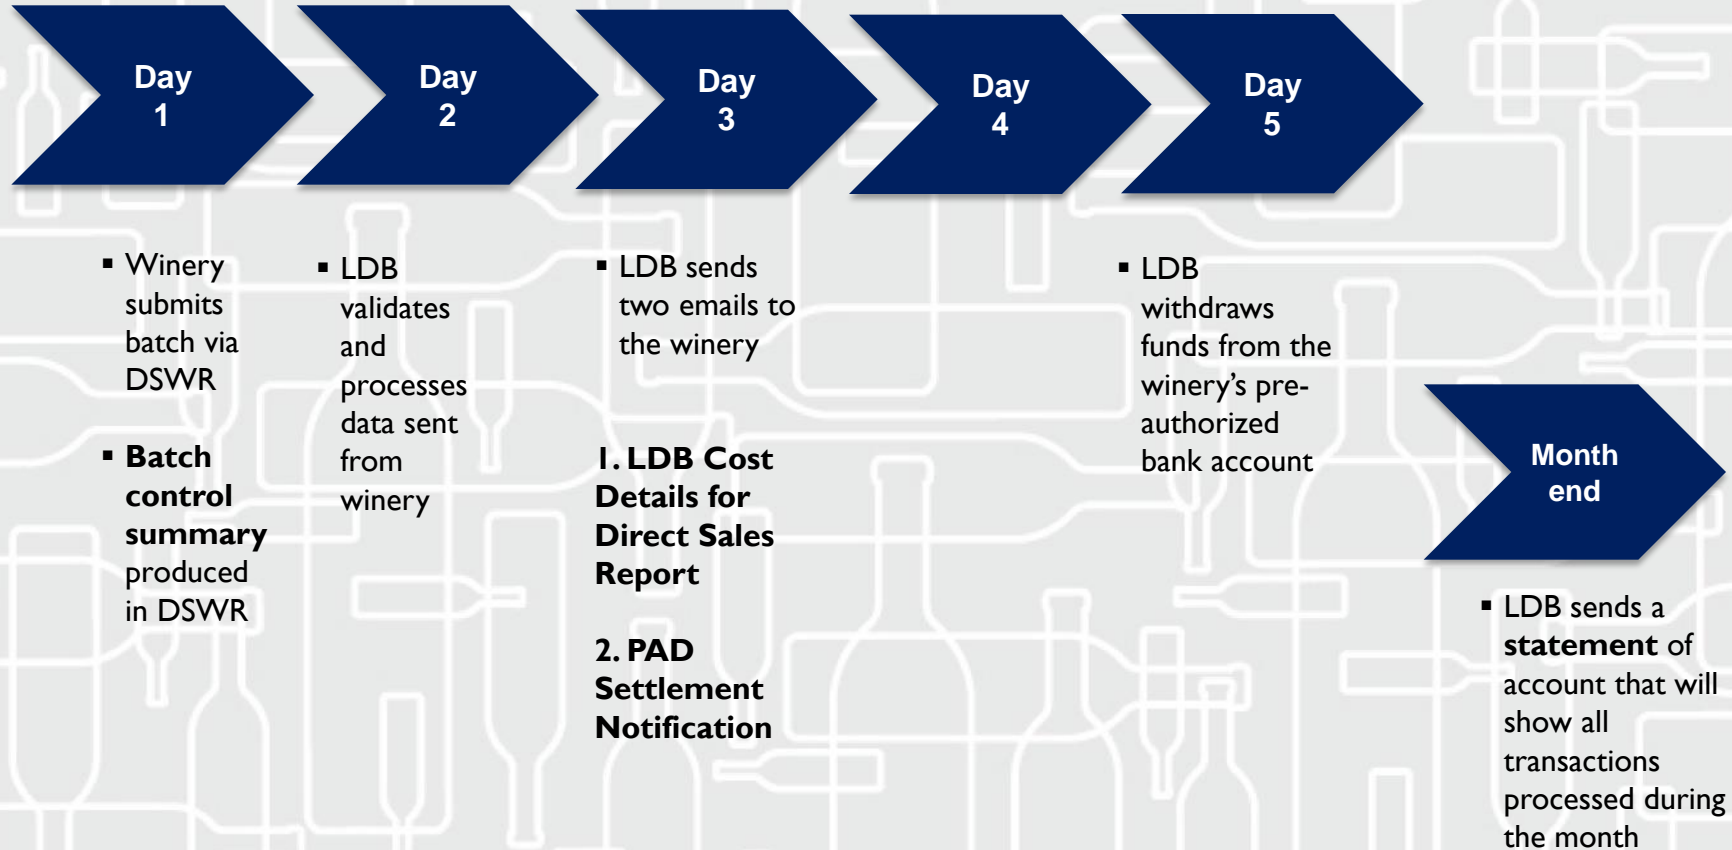 Day
1
Day
2
Day
3
Day
4
Day
5
▪ Winery
submits
batch via
DSWR
▪ Batch
control
summary
produced
in DSWR
▪ LDB
validates
and
processes
data sent
from
winery
▪ LDB sends
two emails to
the winery
1. LDB Cost
Details for
Direct Sales
Report
2. PAD
Settlement
Notification
▪ LDB
withdraws
funds from the
winery’s pre-
authorized
bank account
Month
end
▪ LDB sends a
statement of
account that will
show all
transactions
processed during
the month